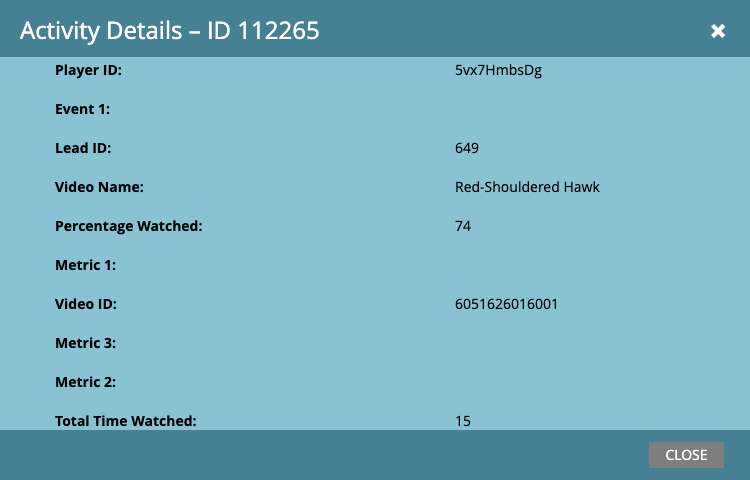 Activity Details – ID 112265
Player ID: 5vx7HmbsDg
Event 1:
Lead ID: 649
Video Name: Red-Shouldered Hawk
Percentage Watched: 74
Metric 1:
Video ID: 6051626016001
Metric 3:
Metric 2:
Total Time Watched: 15
CLOSE